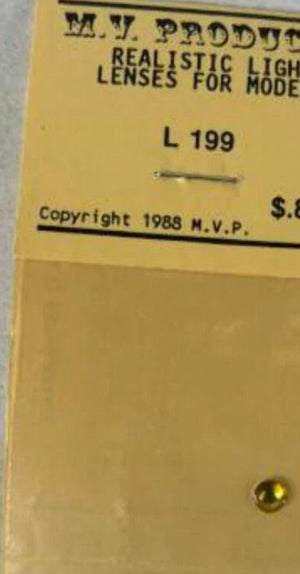 M.V. PRODUC
REALISTIC LIGH
LENSES FOR MODE
L 199
$.8
Copyright 1988 M.V.P.